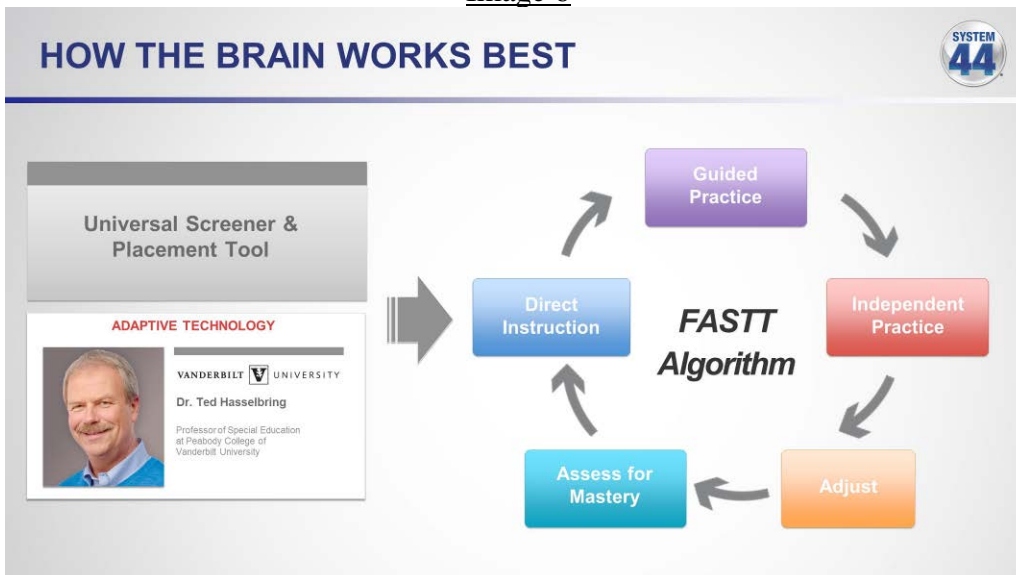 HOW THE BRAIN WORKS BEST
SYSTEM
44
Universal Screener &
Placement Tool
ADAPTIVE TECHNOLOGY
VANDERBILT V UNIVERSITY
Dr. Ted Hasselbring
Professor of Special Education
at Peabody College of
Vanderbilt University
Guided
Practice
Direct
Instruction
FASTT
Algorithm
Independent
Practice
Assess for
Mastery
Adjust